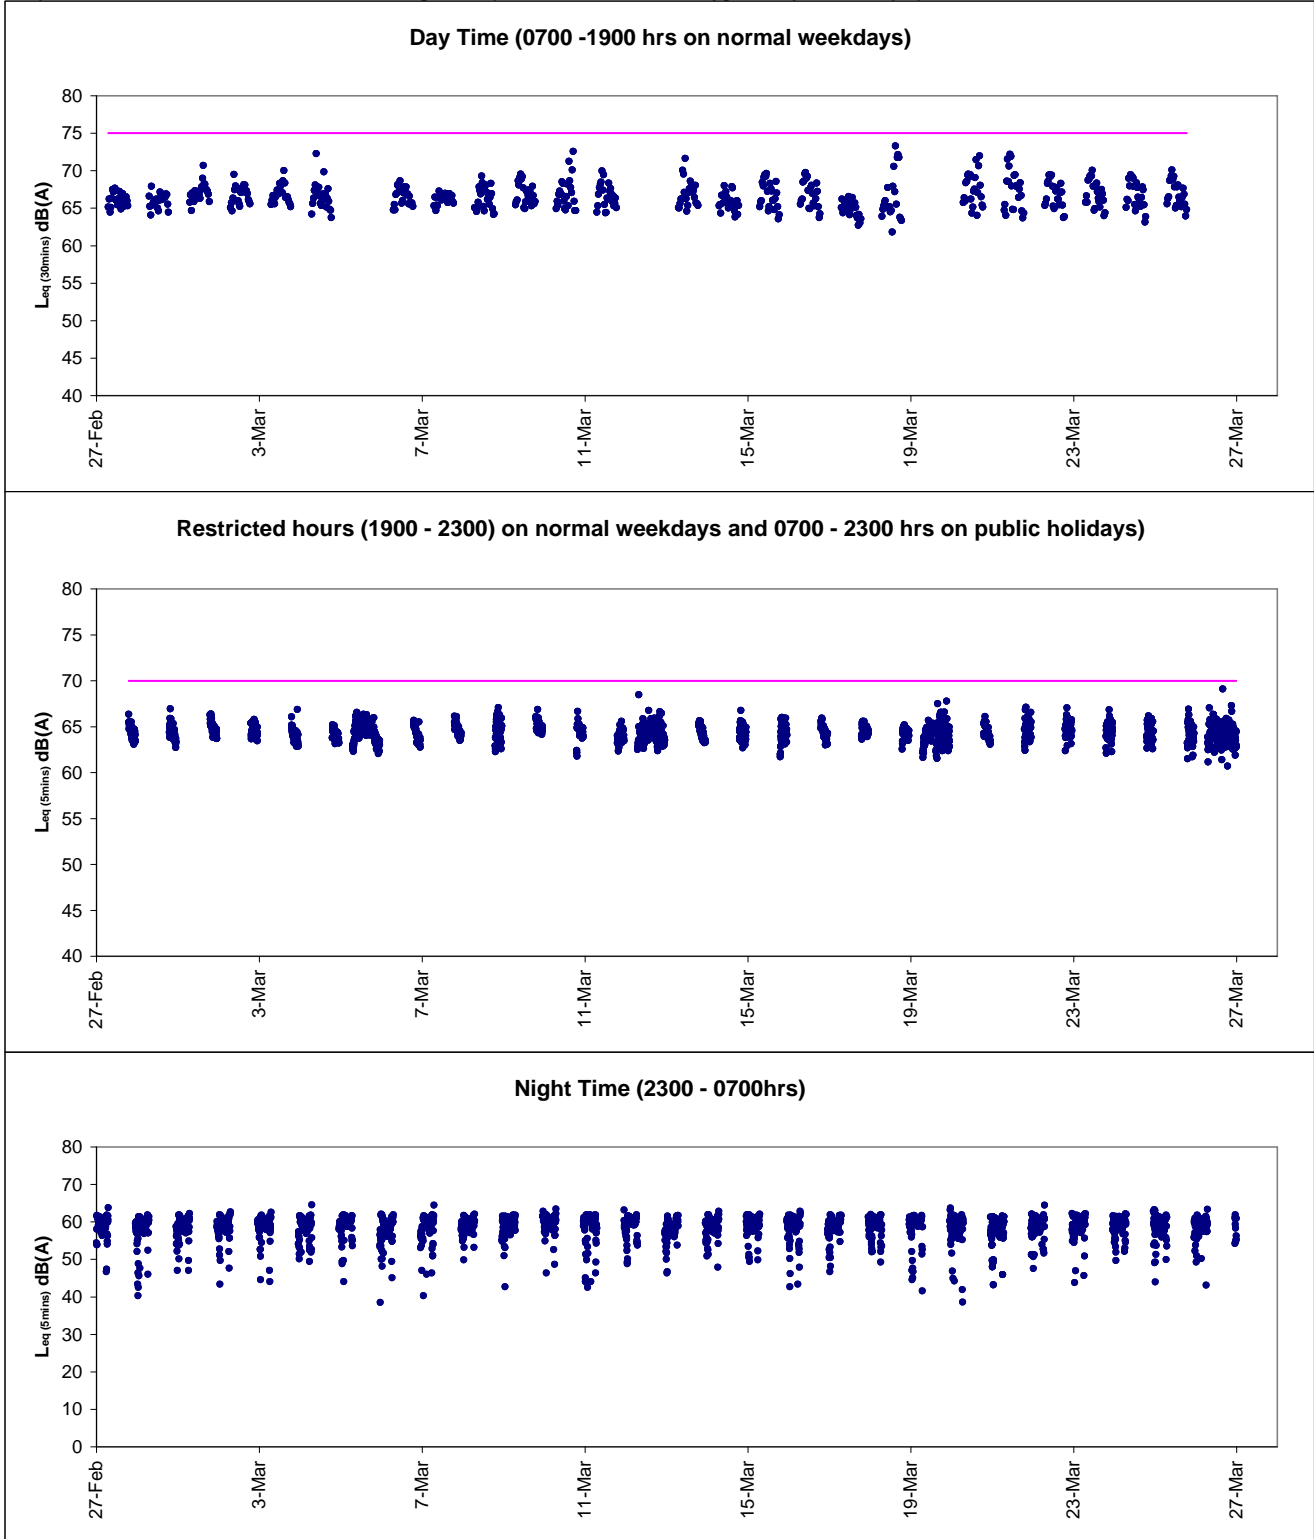 Day Time (0700 -1900 hrs on normal weekdays)
80
75
70
65
60
55
50
45
40
Leq (30mins) dB(A)
27-Feb
3-Mar
7-Mar
11-Mar
15-Mar
19-Mar
23-Mar
27-Mar
Restricted hours (1900 - 2300) on normal weekdays and 0700 - 2300 hrs on public holidays)
80
75
70
65
60
55
50
45
40
Leq (5mins) dB(A)
27-Feb
3-Mar
7-Mar
11-Mar
15-Mar
19-Mar
23-Mar
27-Mar
Night Time (2300 - 0700hrs)
80
70
60
50
40
30
20
10
0
Leq (5mins) dB(A)
27-Feb
3-Mar
7-Mar
11-Mar
15-Mar
19-Mar
23-Mar
27-Mar